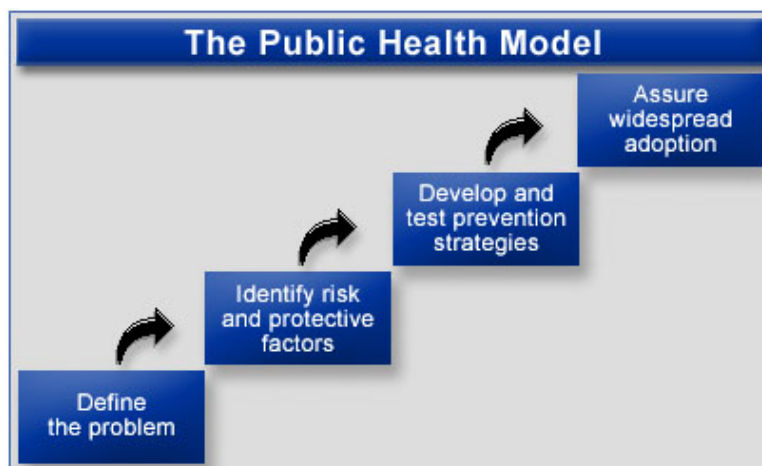 The Public Health Model
Assure
widespread
adoption
Develop and
test prevention
strategies
Identify risk
and protective
factors
Define
the problem